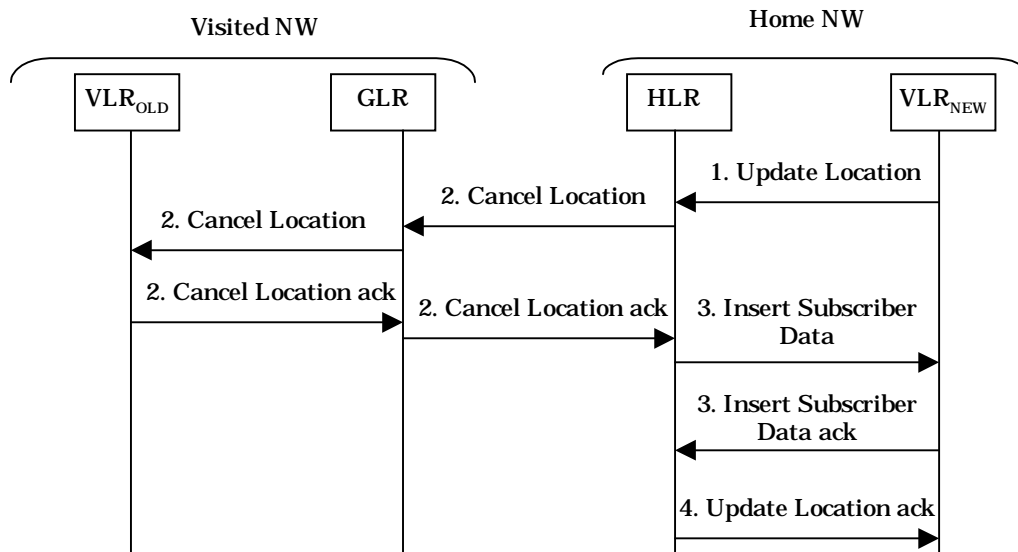 Visited NW
Home NW
VLR_OLD
GLR
HLR
VLR_NEW
1. Update Location
2. Cancel Location
2. Cancel Location
2. Cancel Location ack
2. Cancel Location ack
3. Insert Subscriber
Data
3. Insert Subscriber
Data ack
4. Update Location ack